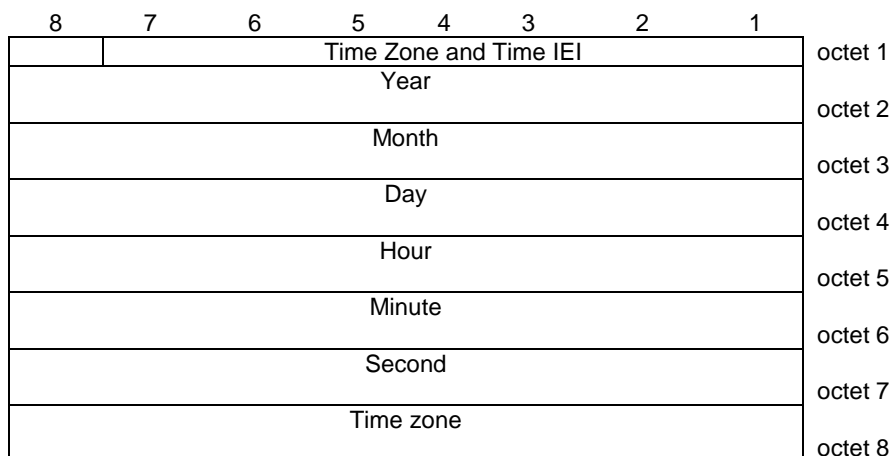 8 7 6 5 4 3 2 1
Time Zone and Time IEI octet 1
Year
octet 2
Month
octet 3
Day
octet 4
Hour
octet 5
Minute
octet 6
Second
octet 7
Time zone
octet 8